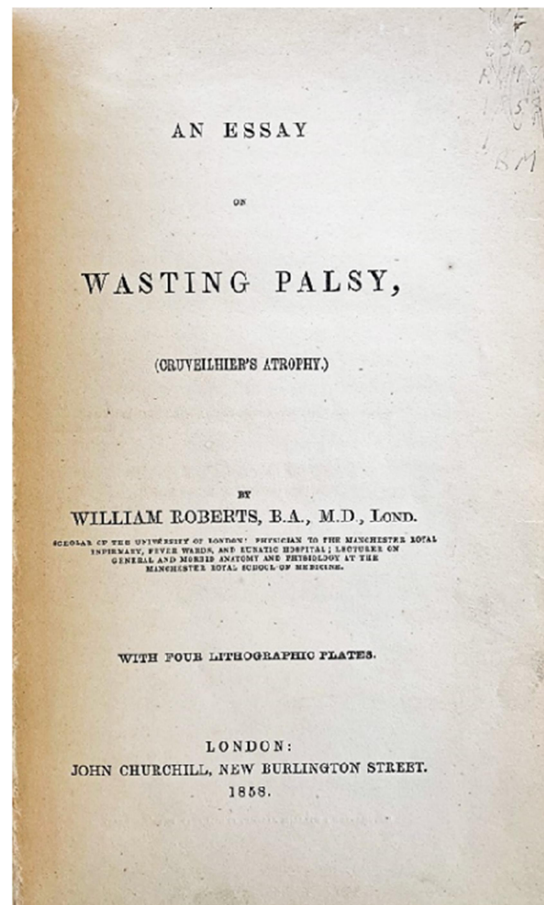 AN ESSAY
ON
WASTING PALSY,
(CRUVEILHIER'S ATROPHY.)
BY
WILLIAM ROBERTS, B.A., M.D., LOND.
SCHOLAR OF THE UNIVERSITY OF LONDON: PHYSICIAN TO THE MANCHESTER ROYAL
INFIRMARY, FEVER WARDS, AND LUNATIC HOSPITAL; LECTURER ON
GENERAL AND MORBID ANATOMY AND PHYSIOLOGY AT THE
MANCHESTER ROYAL SCHOOL OF MEDICINE.
WITH FOUR LITHOGRAPHIC PLATES.
LONDON:
JOHN CHURCHILL, NEW BURLINGTON STREET.
1858.